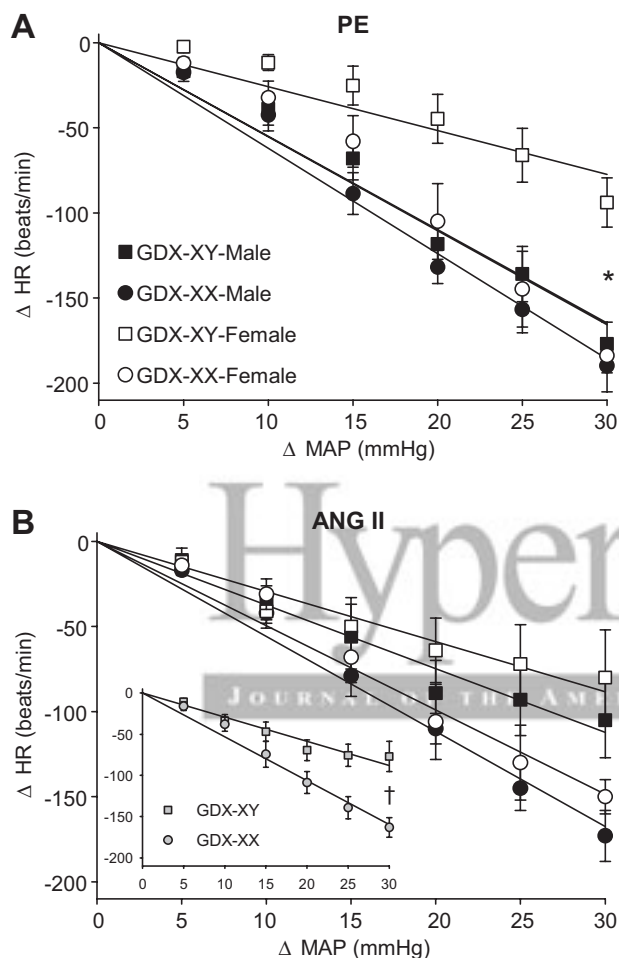 A
PE
0
-50
-100
-150
-200
Δ HR (beats/min)
GDX-XY-Male
GDX-XX-Male
GDX-XY-Female
GDX-XX-Female
*
0 5 10 15 20 25 30
Δ MAP (mmHg)
Hyper
B
ANG II
JOURNAL OF THE AME
0
-50
-100
-150
-200
Δ HR (beats/min)
0
-50
-100
-150
-200
†
GDX-XY
GDX-XX
0 5 10 15 20 25 30
0 5 10 15 20 25 30
Δ MAP (mmHg)